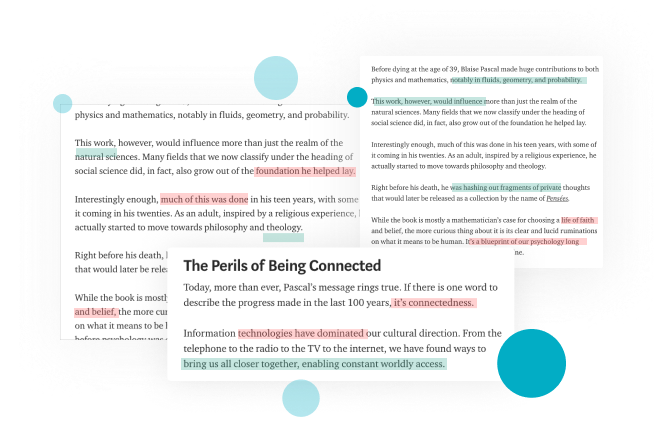 Before dying at the age of 39, Blaise Pascal made huge contributions to both
physics and mathematics, notably in fluids, geometry, and probability.
This work, however, would influence more than just the realm of the
natural sciences. Many fields that we now classify under the heading of
social science did, in fact, also grow out of the foundation he helped lay.
Interestingly enough, much of this was done in his teen years, with some of
it coming in his twenties. As an adult, inspired by a religious experience, he
actually started to move towards philosophy and theology.
Right before his death, he was hashing out fragments of private thoughts
that would later be released as a collection by the name of Pensées.
While the book is mostly a mathematician's case for choosing a life of faith
and belief, the more curious thing about it is its clear and lucid ruminations
on what it means to be human. It's a blueprint of our psychology long
physics and mathematics, notably in fluids, geometry, and probability.
This work, however, would influence more than just the realm of the
natural sciences. Many fields that we now classify under the heading of
social science did, in fact, also grow out of the foundation he helped lay.
Interestingly enough, much of this was done in his teen years, with some
it coming in his twenties. As an adult, inspired by a religious experience,
actually started to move towards philosophy and theology.
Right before his death,
that would later be
While the book is
and belief, the more
on what it means to be
before psychology was
The Perils of Being Connected
Today, more than ever, Pascal's message rings true. If there is one word to
describe the progress made in the last 100 years, it's connectedness.
Information technologies have dominated our cultural direction. From the
telephone to the radio to the TV to the internet, we have found ways to
bring us all closer together, enabling constant worldly access.